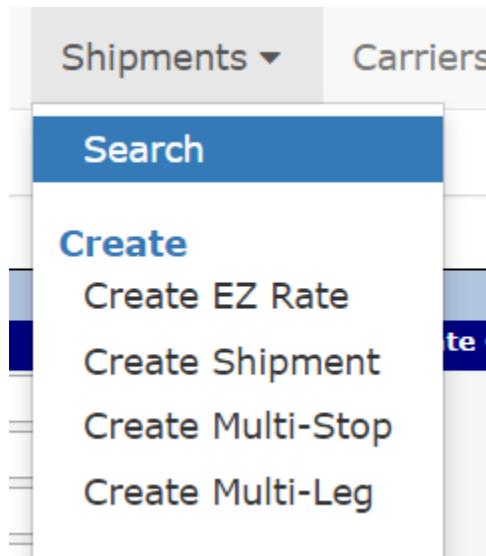 Shipments Carriers
Search
Create
Create EZ Rate
Create Shipment
Create Multi-Stop
Create Multi-Leg